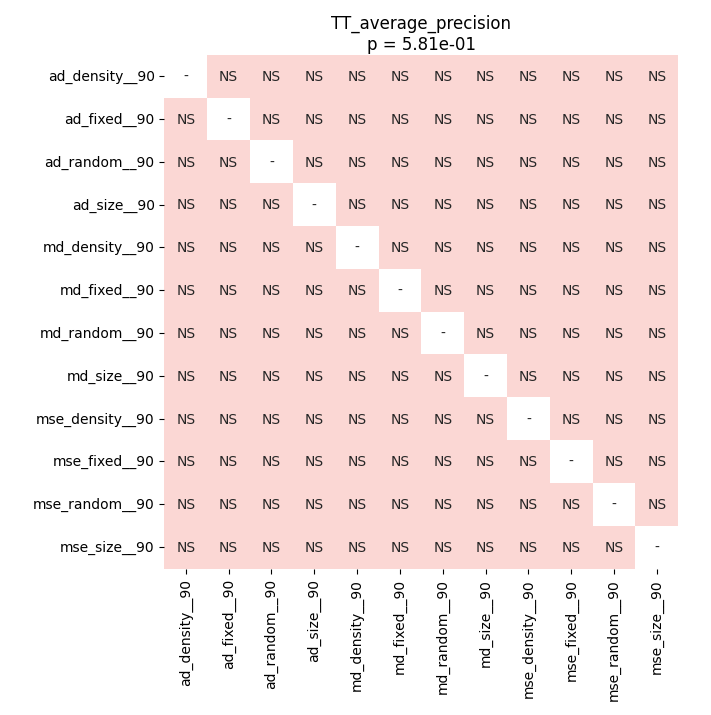 TT_average_precision
p = 5.81e-01
ad_density__90 - NS NS NS NS NS NS NS NS NS NS NS
ad_fixed__90 NS - NS NS NS NS NS NS NS NS NS NS
ad_random__90 NS NS - NS NS NS NS NS NS NS NS NS
ad_size__90 NS NS NS - NS NS NS NS NS NS NS NS
md_density__90 NS NS NS NS - NS NS NS NS NS NS NS
md_fixed__90 NS NS NS NS NS - NS NS NS NS NS NS
md_random__90 NS NS NS NS NS NS - NS NS NS NS NS
md_size__90 NS NS NS NS NS NS NS - NS NS NS NS
mse_density__90 NS NS NS NS NS NS NS NS - NS NS NS
mse_fixed__90 NS NS NS NS NS NS NS NS NS - NS NS
mse_random__90 NS NS NS NS NS NS NS NS NS NS - NS
mse_size__90 NS NS NS NS NS NS NS NS NS NS NS -
ad_density__90
ad_fixed__90
ad_random__90
ad_size__90
md_density__90
md_fixed__90
md_random__90
md_size__90
mse_density__90
mse_fixed__90
mse_random__90
mse_size__90